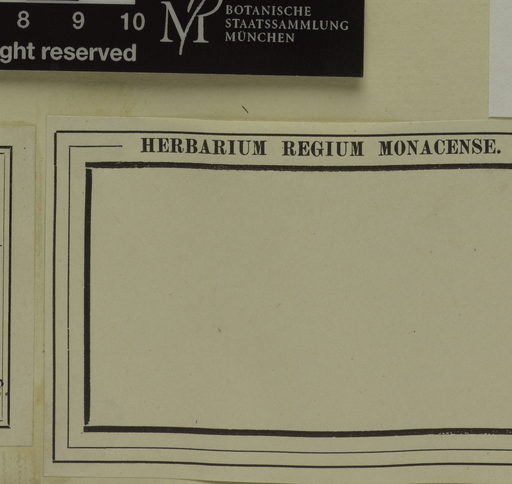 8 9 10
ght reserved
BOTANISCHE
STAATSSAMMLUNG
MÜNCHEN
HERBARIUM REGIUM MONACENSE.